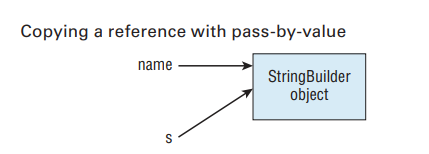 Copying a reference with pass-by-value
name
StringBuilder
object
s